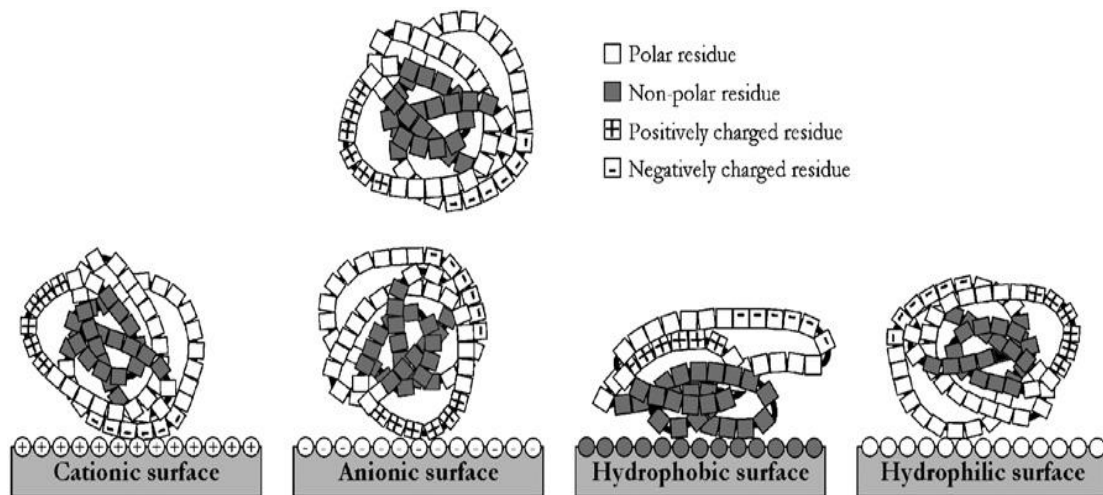 Polar residue
Non-polar residue
Positively charged residue
Negatively charged residue
Cationic surface
Anionic surface
Hydrophobic surface
Hydrophilic surface